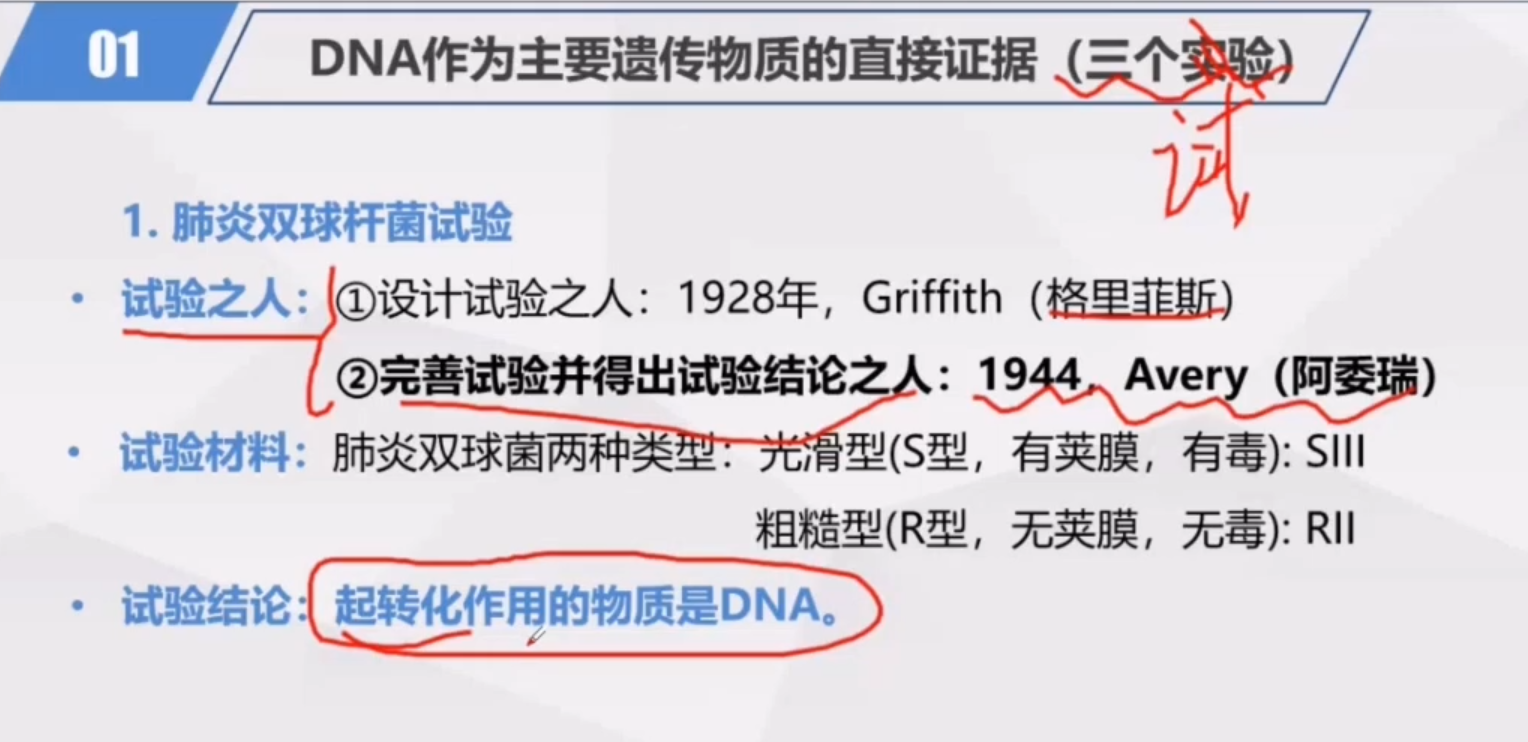 01
DNA作为主要遗传物质的直接证据（三个实验）
试
1. 肺炎双球杆菌试验
• 试验之人：①设计试验之人：1928年，Griffith（格里菲斯）
②完善试验并得出试验结论之人：1944，Avery（阿委瑞）
• 试验材料：肺炎双球菌两种类型：光滑型(S型，有荚膜，有毒): SIII
粗糙型(R型，无荚膜，无毒): RII
• 试验结论：起转化作用的物质是DNA。